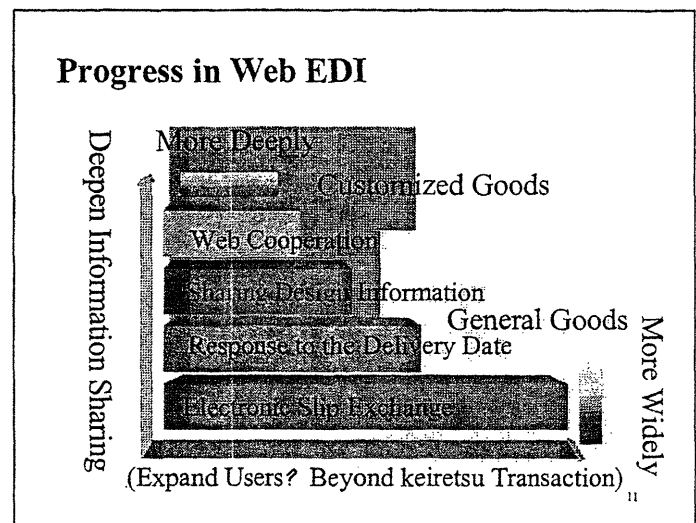 Progress in Web EDI
Deepen Information Sharing
More Deeply
Customized Goods
Web Cooperation
Sharing Design Information
General Goods
Response to the Delivery Date
Electronic Slip Exchange
More Widely
(Expand Users? Beyond keiretsu Transaction)
11